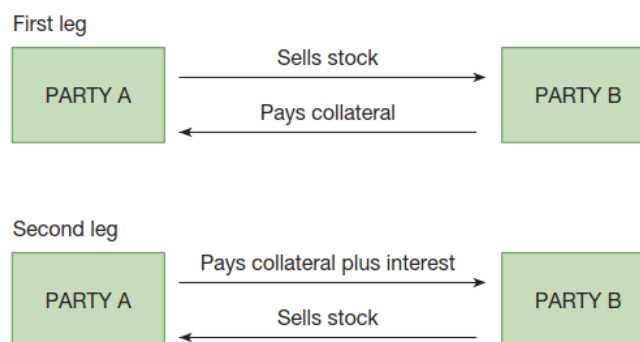 First leg
Sells stock
PARTY A
PARTY B
Pays collateral
Second leg
Pays collateral plus interest
PARTY A
PARTY B
Sells stock